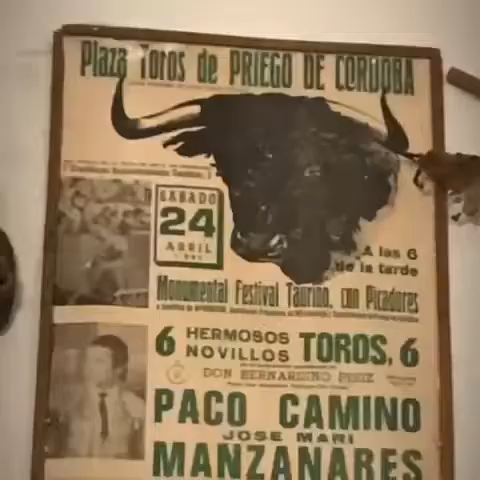 Plaza Toros de PRIEGO DE CORDOBA
SABADO
24
ABRIL
A las 6
de la tarde
Monumental Festival Taurino, con Picadores
6 HERMOSOS NOVILLOS TOROS, 6
DON BERNARDINO
PACO CAMINO
JOSE MARI
MANZANARES